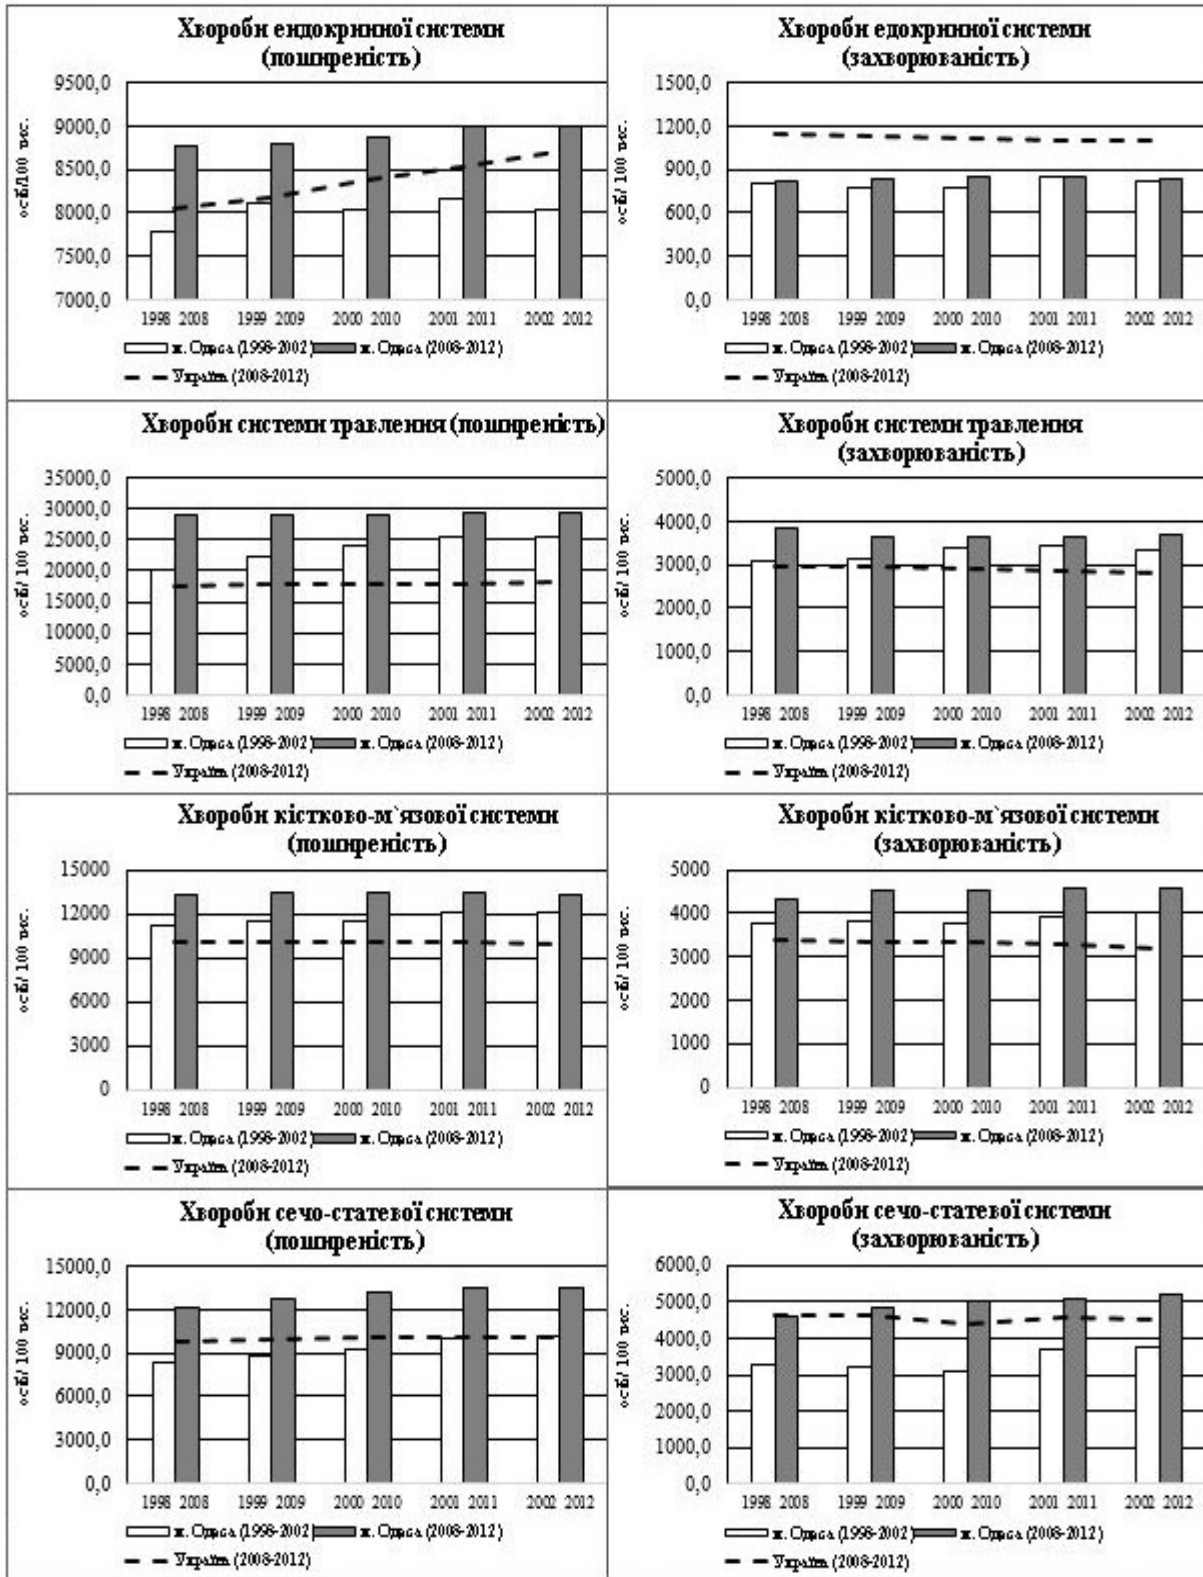 Хвороби ендокринної системи
(поширеність)
осіб/100 тис.
9500,0
9000,0
8500,0
8000,0
7500,0
7000,0
1998 2008 1999 2009 2000 2010 2001 2011 2002 2012
м. Одеса (1998-2002) м. Одеса (2008-2012)
Україна (2008-2012)
Хвороби едокринної системи
(захворюваність)
осіб/ 100 тис.
1500,0
1200,0
900,0
600,0
300,0
0,0
1998 2008 1999 2009 2000 2010 2001 2011 2002 2012
м. Одеса (1998-2002) м. Одеса (2008-2012)
Україна (2008-2012)
Хвороби системи травлення (поширеність)
осіб/ 100 тис.
35000,0
30000,0
25000,0
20000,0
15000,0
10000,0
5000,0
0,0
1998 2008 1999 2009 2000 2010 2001 2011 2002 2012
м. Одеса (1998-2002) м. Одеса (2008-2012)
Україна (2008-2012)
Хвороби системи травлення
(захворюваність)
осіб/ 100 тис.
5000,0
4000,0
3000,0
2000,0
1000,0
0,0
1998 2008 1999 2009 2000 2010 2001 2011 2002 2012
м. Одеса (1998-2002) м. Одеса (2008-2012)
Україна (2008-2012)
Хвороби кістково-м`язової системи
(поширеність)
осіб/ 100 тис.
15000
12000
9000
6000
3000
0
1998 2008 1999 2009 2000 2010 2001 2011 2002 2012
м. Одеса (1998-2002) м. Одеса (2008-2012)
Україна (2008-2012)
Хвороби кістково-м`язової системи
(захворюваність)
осіб/ 100 тис.
5000
4000
3000
2000
1000
0
1998 2008 1999 2009 2000 2010 2001 2011 2002 2012
м. Одеса (1998-2002) м. Одеса (2008-2012)
Україна (2008-2012)
Хвороби сечо-статевої системи
(поширеність)
осіб/ 100 тис.
15000,0
12000,0
9000,0
6000,0
3000,0
0,0
1998 2008 1999 2009 2000 2010 2001 2011 2002 2012
м. Одеса (1998-2002) м. Одеса (2008-2012)
Україна (2008-2012)
Хвороби сечо-статевої системи
(захворюваність)
осіб/ 100 тис.
6000,0
5000,0
4000,0
3000,0
2000,0
1000,0
0,0
1998 2008 1999 2009 2000 2010 2001 2011 2002 2012
м. Одеса (1998-2002) м. Одеса (2008-2012)
Україна (2008-2012)